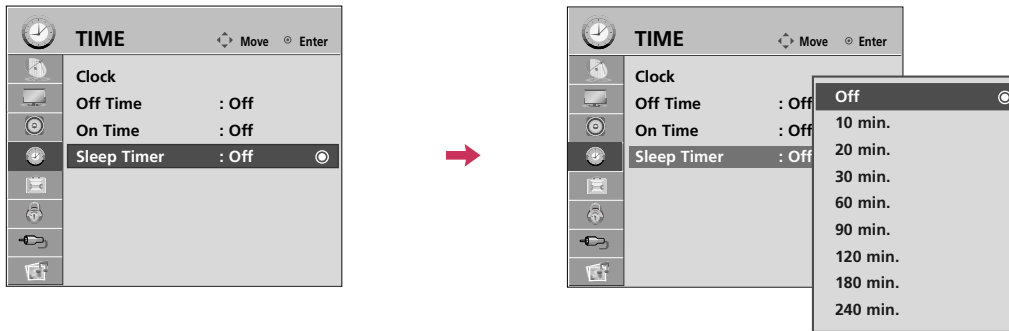 TIME Move Enter
Clock
Off Time : Off
On Time : Off
Sleep Timer : Off
TIME Move Enter
Clock
Off Time : Off
On Time : Off
Sleep Timer : Off
Off
10 min.
20 min.
30 min.
60 min.
90 min.
120 min.
180 min.
240 min.